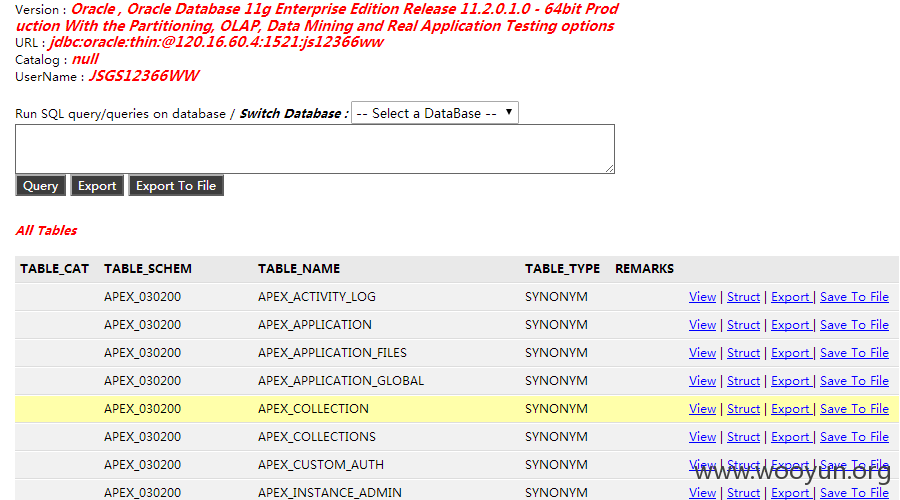 Version : Oracle , Oracle Database 11g Enterprise Edition Release 11.2.0.1.0 - 64bit Prod
uction With the Partitioning, OLAP, Data Mining and Real Application Testing options
URL : jdbc:oracle:thin:@120.16.60.4:1521:js12366ww
Catalog : null
UserName : JSGS12366WW
Run SQL query/queries on database / Switch Database : -- Select a DataBase --
Query Export Export To File
All Tables
TABLE_CAT TABLE_SCHEM TABLE_NAME TABLE_TYPE REMARKS
APEX_030200 APEX_ACTIVITY_LOG SYNONYM View | Struct | Export | Save To File
APEX_030200 APEX_APPLICATION SYNONYM View | Struct | Export | Save To File
APEX_030200 APEX_APPLICATION_FILES SYNONYM View | Struct | Export | Save To File
APEX_030200 APEX_APPLICATION_GLOBAL SYNONYM View | Struct | Export | Save To File
APEX_030200 APEX_COLLECTION SYNONYM View | Struct | Export | Save To File
APEX_030200 APEX_COLLECTIONS SYNONYM View | Struct | Export | Save To File
APEX_030200 APEX_CUSTOM_AUTH SYNONYM View | Struct | Export | Save To File
www.wooyun.org
APEX_030200 APEX_INSTANCE_ADMIN SYNONYM View | Struct | Export | Save To File